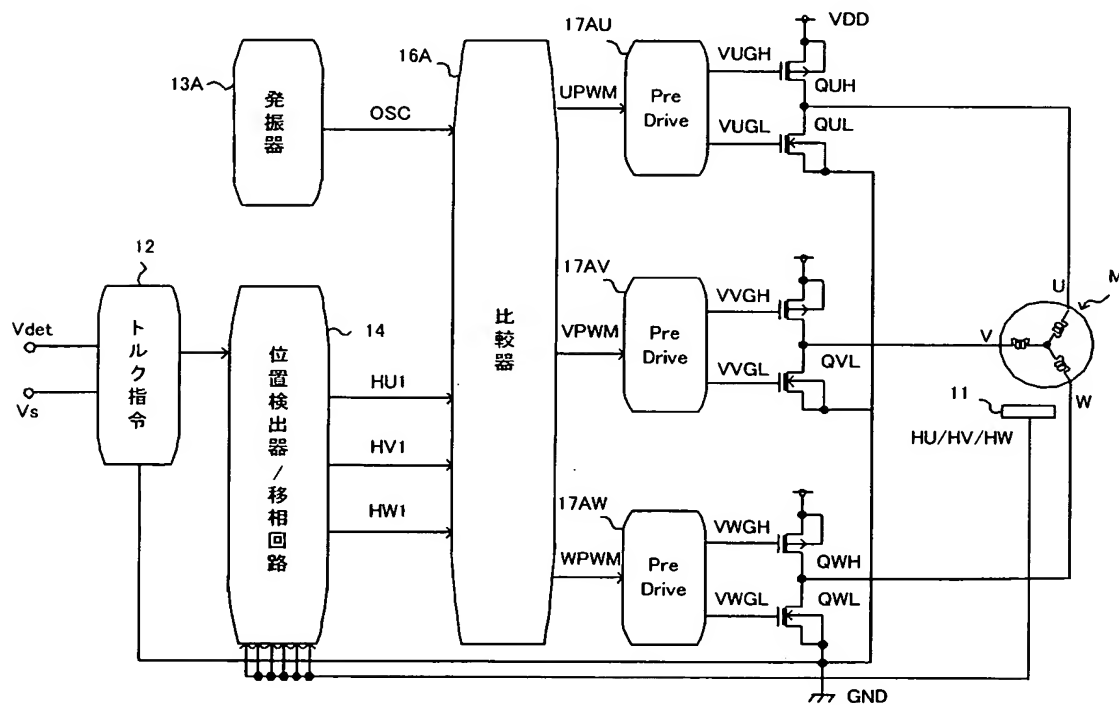 17AU
VDD
16A
VUGH
13A
QUH
UPWM
Pre
Drive
発振器
OSC
VUGL
QUL
12
17AV
U
M
14
VVGH
Vdet
トルク指令
比較器
VPWM
Pre
Drive
V
QVL
Vs
位置検出器/移相回路
HU1
VVGL
W
11
HU/HV/HW
HV1
17AW
HW1
VWGH
QWH
WPWM
Pre
Drive
VWGL
QWL
GND